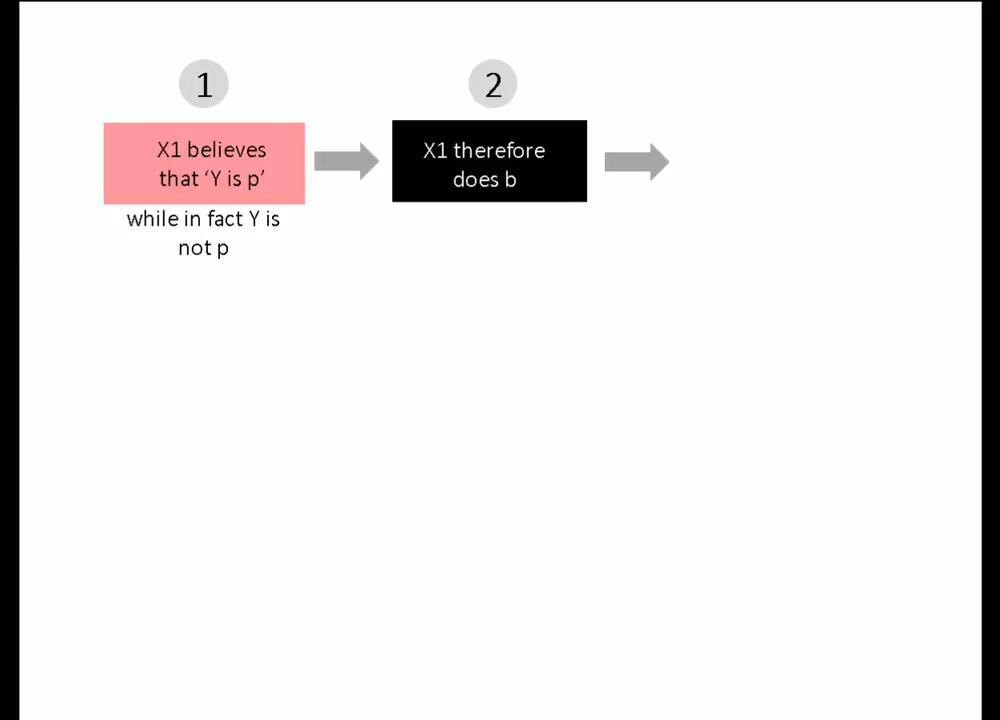 1
X1 believes
that ‘Y is p’
while in fact Y is
not p
2
X1 therefore
does b